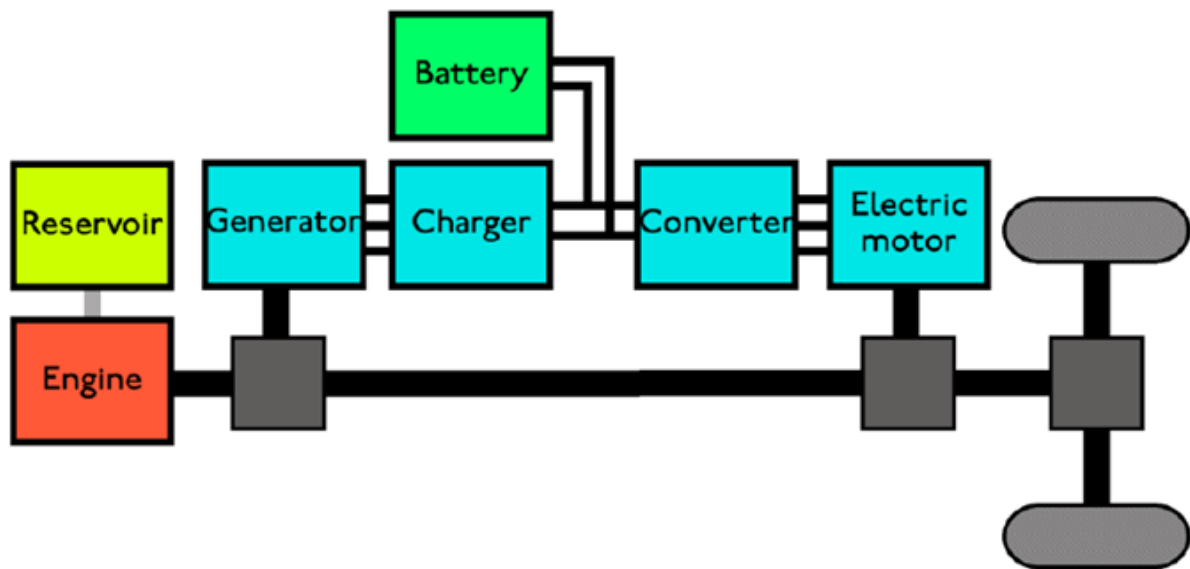 Battery
Reservoir
Generator
Charger
Converter
Electric
motor
Engine